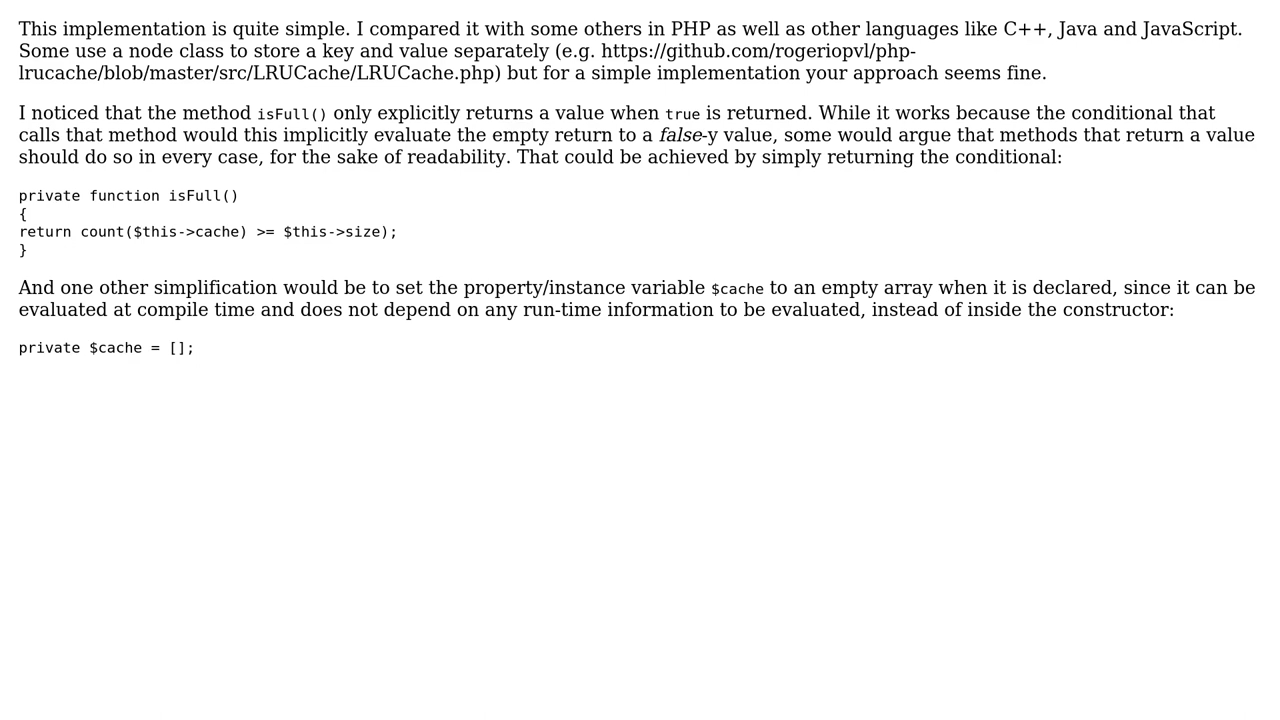 This implementation is quite simple. I compared it with some others in PHP as well as other languages like C++, Java and JavaScript.
Some use a node class to store a key and value separately (e.g. https://github.com/rogeriopvl/php-
lrucache/blob/master/src/LRUCache/LRUCache.php) but for a simple implementation your approach seems fine.
I noticed that the method isFull() only explicitly returns a value when true is returned. While it works because the conditional that
calls that method would this implicitly evaluate the empty return to a false-y value, some would argue that methods that return a value
should do so in every case, for the sake of readability. That could be achieved by simply returning the conditional:
private function isFull()
{
return count($this->cache) >= $this->size);
}
And one other simplification would be to set the property/instance variable $cache to an empty array when it is declared, since it can be
evaluated at compile time and does not depend on any run-time information to be evaluated, instead of inside the constructor:
private $cache = [];